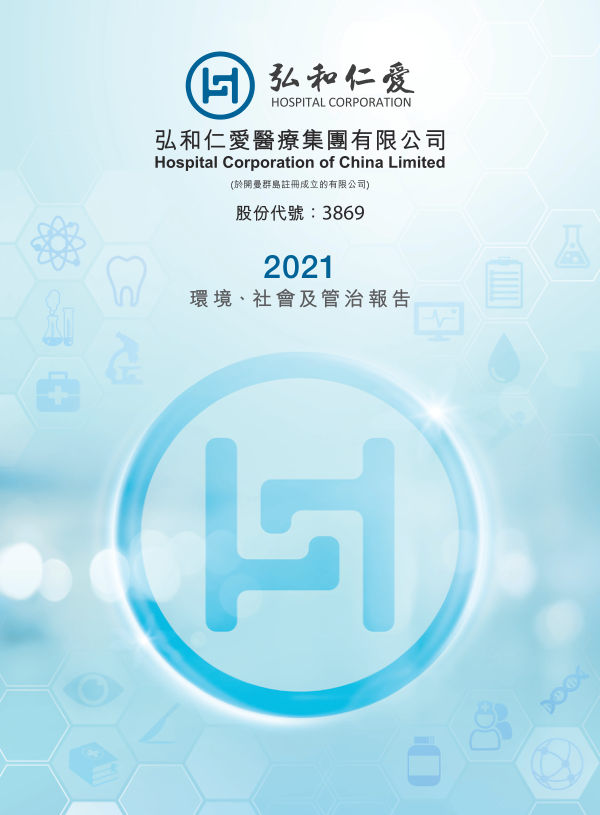 弘和仁愛
HOSPITAL CORPORATION
弘和仁愛醫療集團有限公司
Hospital Corporation of China Limited
(於開曼群島註冊成立的有限公司)
股份代號：3869
2021
環境、社會及管治報告